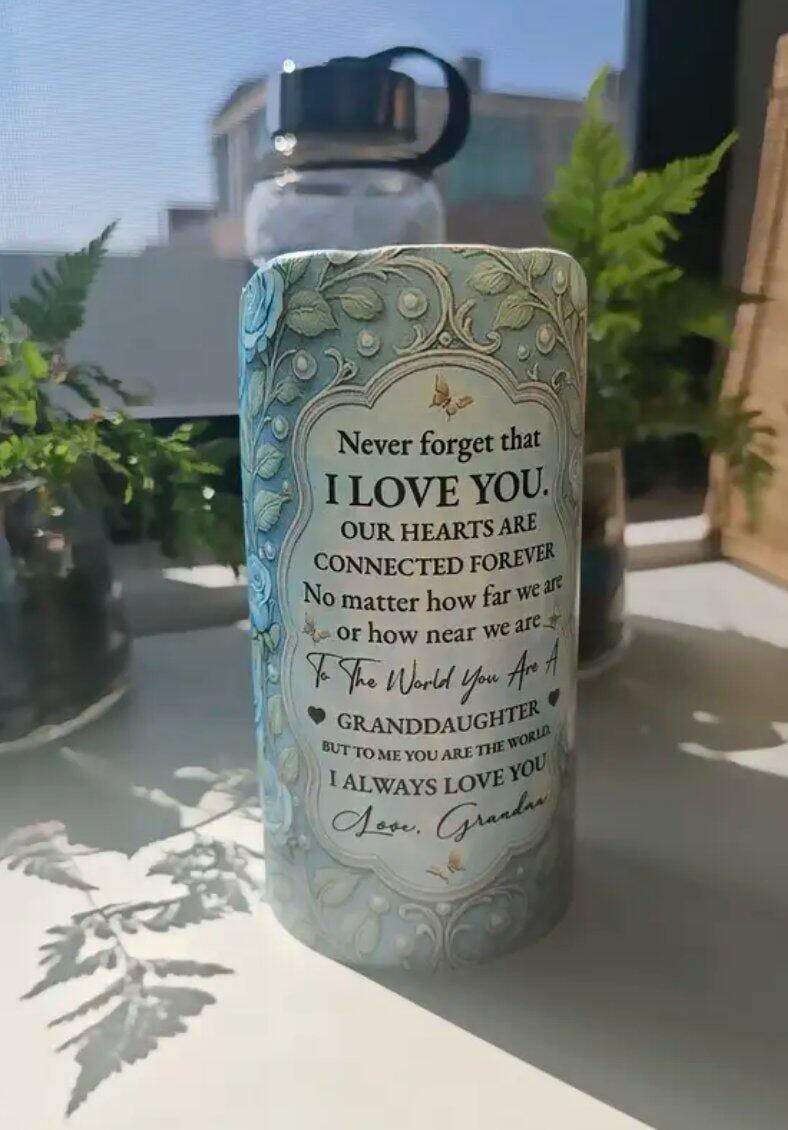 Never forget that
I LOVE YOU.
OUR HEARTS ARE
CONNECTED FOREVER
No matter how far we are
or how near we are
To The World You Are A
GRANDDAUGHTER
BUT TO ME YOU ARE THE WORLD.
I ALWAYS LOVE YOU
Love, Grandma